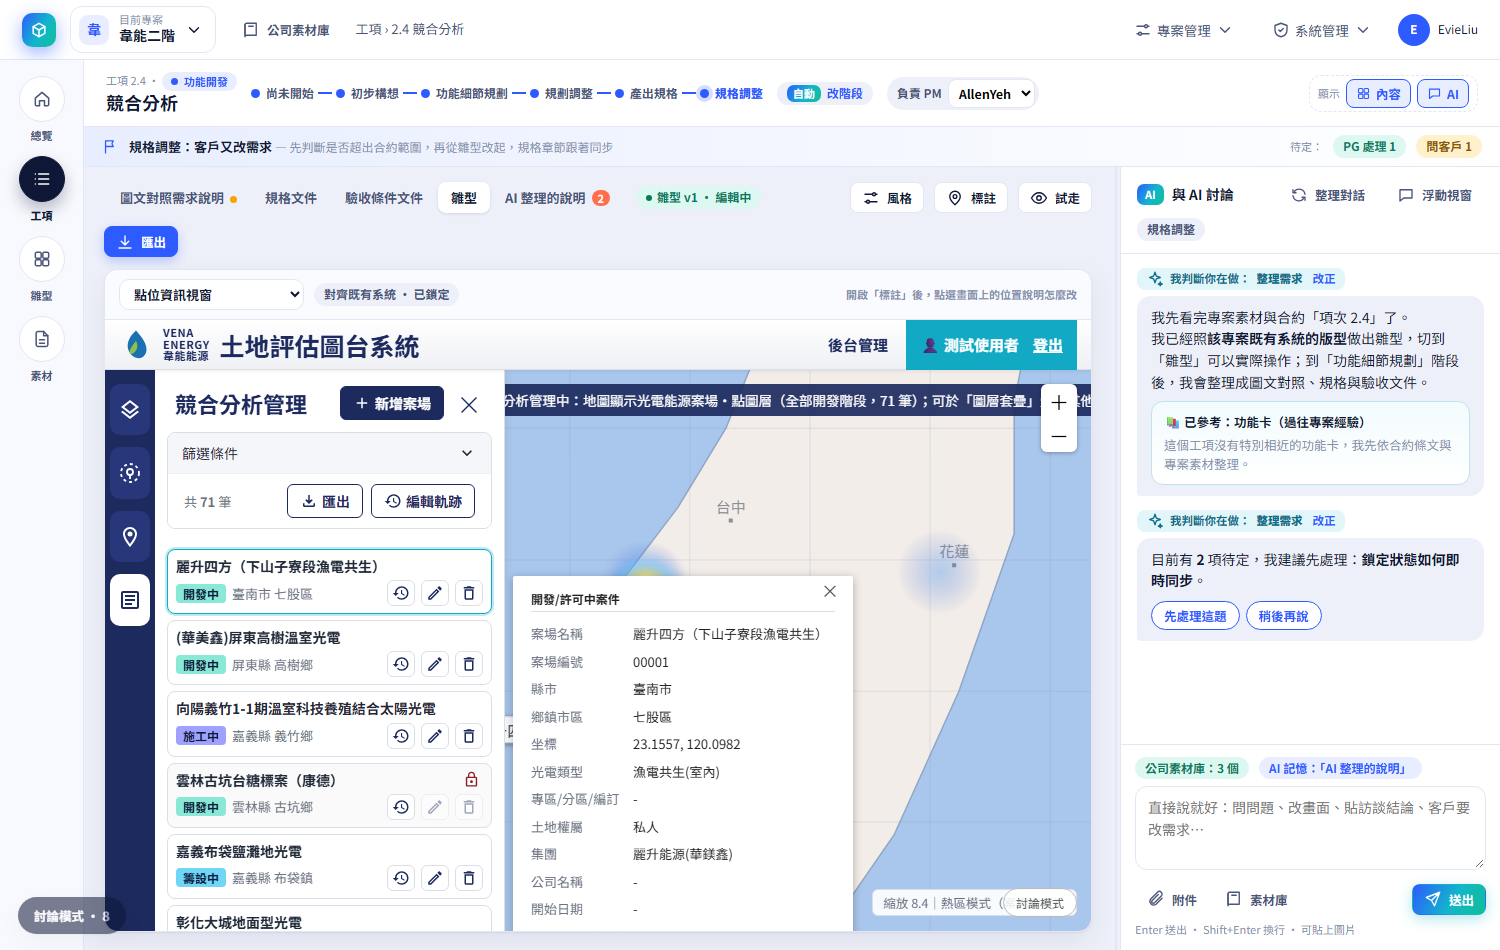 韋
目前專案
韋能二階
公司素材庫
工項 › 2.4 競合分析
專案管理
系統管理
E
EvieLiu
總覽
工項
雛型
素材
工項 2.4 ・ 功能開發
競合分析
尚未開始
初步構想
功能細節規劃
規劃調整
產出規格
規格調整
自動 改階段
負責 PM
AllenYeh
顯示
內容
AI
規格調整：客戶又改需求 — 先判斷是否超出合約範圍，再從雛型改起，規格章節跟著同步
待定：
PG 處理 1
問客戶 1
圖文對照需求說明
規格文件
驗收條件文件
雛型
AI 整理的說明 2
雛型 v1 ・ 編輯中
風格
標註
試走
匯出
點位資訊視窗
對齊既有系統 ・ 已鎖定
開啟「標註」後，點選畫面上的位置說明怎麼改
VENA
ENERGY
韋能能源
土地評估圖台系統
後台管理
測試使用者
登出
競合分析管理
＋ 新增案場
篩選條件
共 71 筆
匯出
編輯軌跡
麗升四方（下山子寮段漁電共生）
開發中 臺南市 七股區
(華美鑫)屏東高樹溫室光電
開發中 屏東縣 高樹鄉
向陽義竹1-1期溫室科技養殖結合太陽光電
施工中 嘉義縣 義竹鄉
雲林古坑台糖標案（康德）
開發中 雲林縣 古坑鄉
嘉義布袋鹽灘地光電
籌設中 嘉義縣 布袋鎮
彰化大城地面型光電
分析管理中：地圖顯示光電能源案場・點圖層（全部開發階段，71 筆）；可於「圖層套疊」
台中
花蓮
開發/許可中案件
案場名稱 麗升四方（下山子寮段漁電共生）
案場編號 00001
縣市 臺南市
鄉鎮市區 七股區
坐標 23.1557, 120.0982
光電類型 漁電共生(室內)
專區/分區/編訂 -
土地權屬 私人
集團 麗升能源(華鎂鑫)
公司名稱 -
開始日期 -
縮放 8.4｜熱區模式（
討論模式
討論模式 ・ 8
AI 與 AI 討論
整理對話
浮動視窗
規格調整
我判斷你在做： 整理需求 改正
我先看完專案素材與合約「項次 2.4」了。
我已經照該專案既有系統的版型做出雛型，切到
「雛型」可以實際操作；到「功能細節規劃」階段
後，我會整理成圖文對照、規格與驗收文件。
已參考：功能卡（過往專案經驗）
這個工項沒有特別相近的功能卡，我先依合約條文與
專案素材整理。
我判斷你在做： 整理需求 改正
目前有 2 項待定，我建議先處理：鎖定狀態如何即
時同步。
先處理這題
稍後再說
公司素材庫：3 個
AI 記憶：「AI 整理的說明」
直接說就好：問問題、改畫面、貼訪談結論、客戶要
改需求…
附件
素材庫
送出
Enter 送出 ・ Shift+Enter 換行 ・ 可貼上圖片